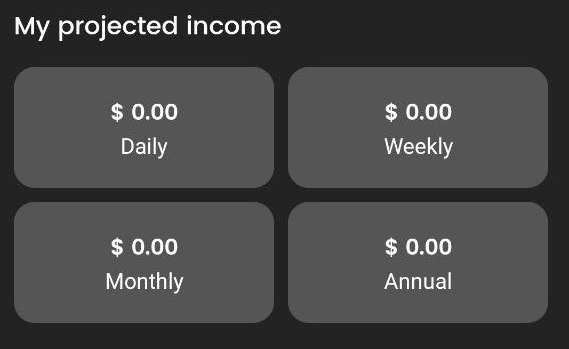 My projected income
$ 0.00
Daily
$ 0.00
Weekly
$ 0.00
Monthly
$ 0.00
Annual